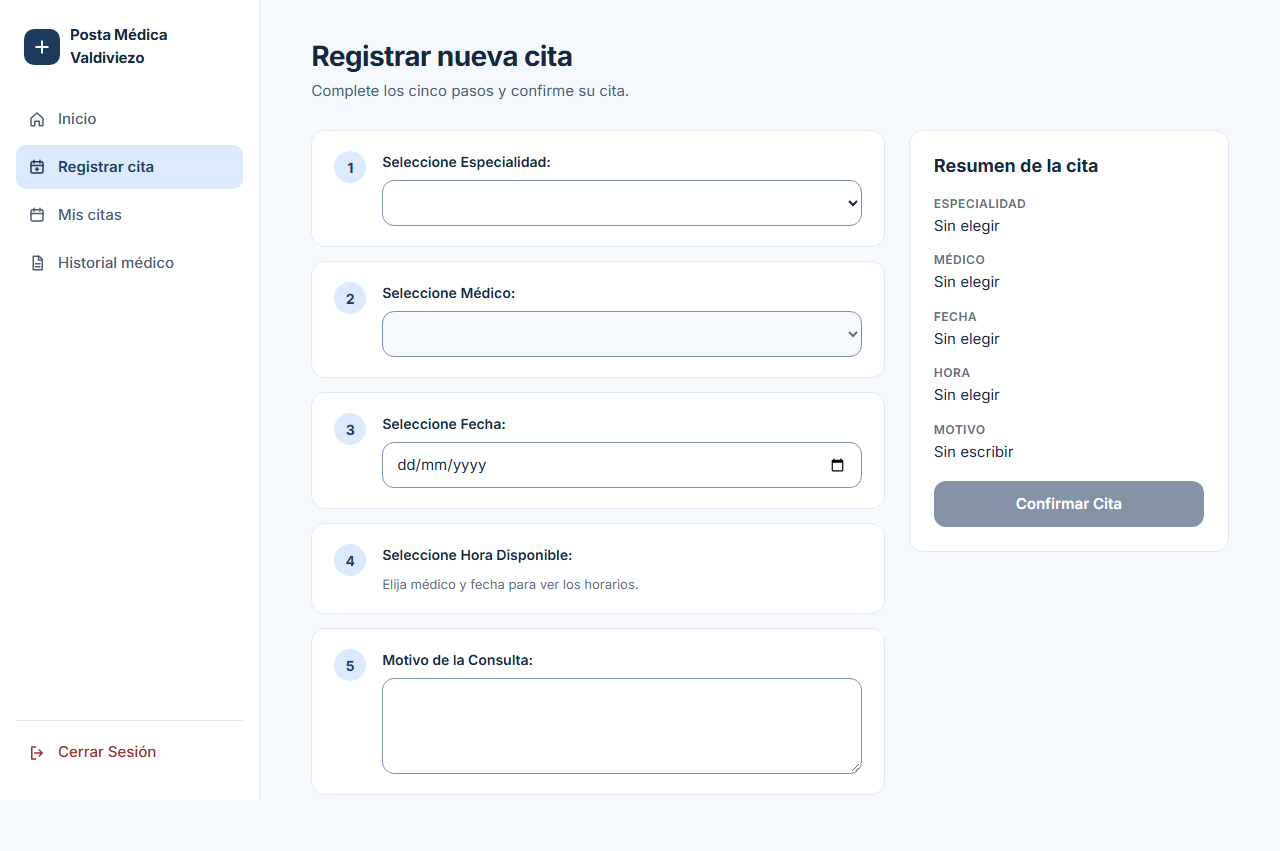 Posta Médica
Valdiviezo
Inicio
Registrar cita
Mis citas
Historial médico
Cerrar Sesión
Registrar nueva cita
Complete los cinco pasos y confirme su cita.
1
Seleccione Especialidad:
2
Seleccione Médico:
3
Seleccione Fecha:
dd/mm/yyyy
4
Seleccione Hora Disponible:
Elija médico y fecha para ver los horarios.
5
Motivo de la Consulta:
Resumen de la cita
ESPECIALIDAD
Sin elegir
MÉDICO
Sin elegir
FECHA
Sin elegir
HORA
Sin elegir
MOTIVO
Sin escribir
Confirmar Cita